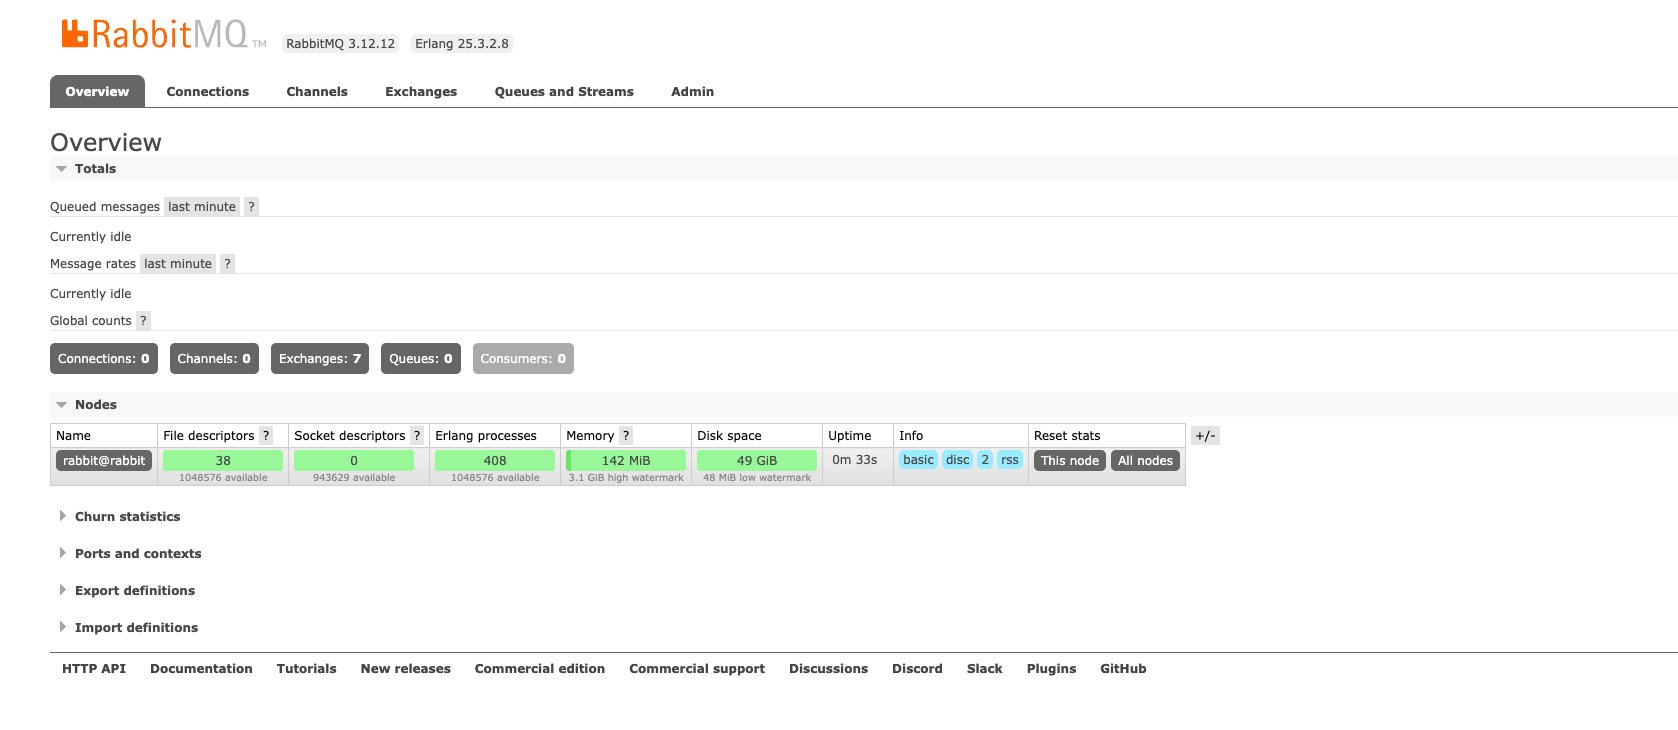 RabbitMQ TM RabbitMQ 3.12.12 Erlang 25.3.2.8
Overview Connections Channels Exchanges Queues and Streams Admin
Overview
Totals
Queued messages last minute ?
Currently idle
Message rates last minute ?
Currently idle
Global counts ?
Connections: 0 Channels: 0 Exchanges: 7 Queues: 0 Consumers: 0
Nodes
Name File descriptors ? Socket descriptors ? Erlang processes Memory ? Disk space Uptime Info Reset stats +/-
rabbit@rabbit 38 0 408 142 MiB 49 GiB 0m 33s basic disc 2 rss This node All nodes
1048576 available 943629 available 1048576 available 3.1 GiB high watermark 48 MiB low watermark
Churn statistics
Ports and contexts
Export definitions
Import definitions
HTTP API Documentation Tutorials New releases Commercial edition Commercial support Discussions Discord Slack Plugins GitHub